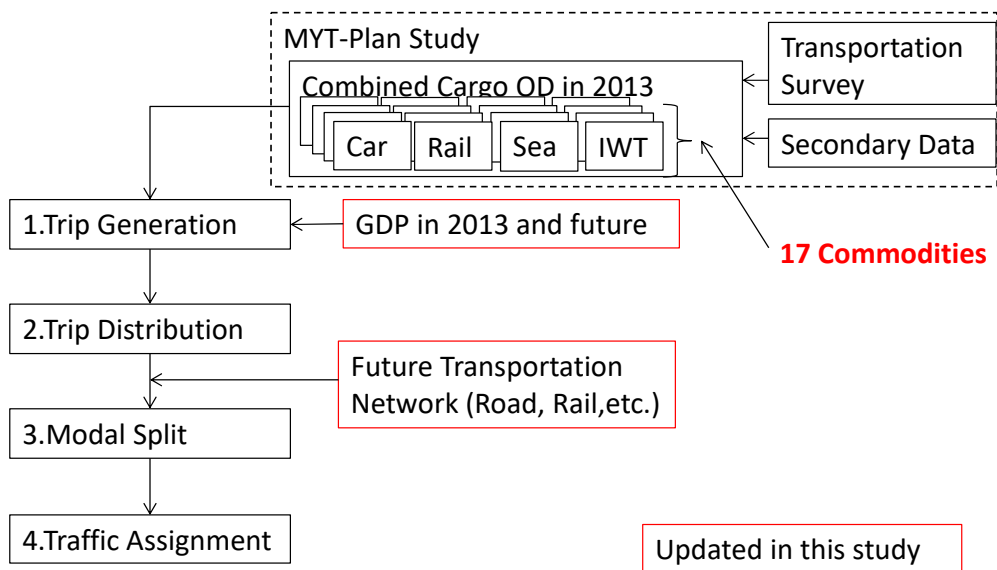 MYT-Plan Study
Transportation
Survey
Combined Cargo OD in 2013
Car
Rail
Sea
IWT
Secondary Data
1.Trip Generation
GDP in 2013 and future
17 Commodities
2.Trip Distribution
Future Transportation
Network (Road, Rail,etc.)
3.Modal Split
4.Traffic Assignment
Updated in this study